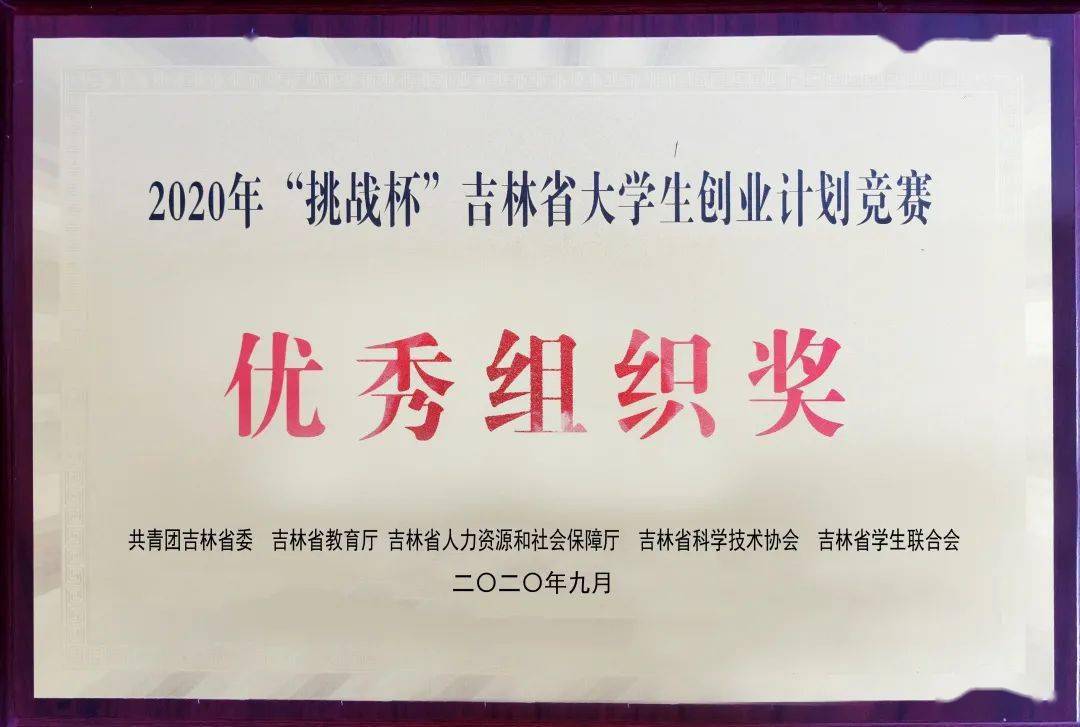 2020年“挑战杯”吉林省大学生创业计划竞赛
优秀组织奖
共青团吉林省委 吉林省教育厅 吉林省人力资源和社会保障厅 吉林省科学技术协会 吉林省学生联合会
二〇二〇年九月